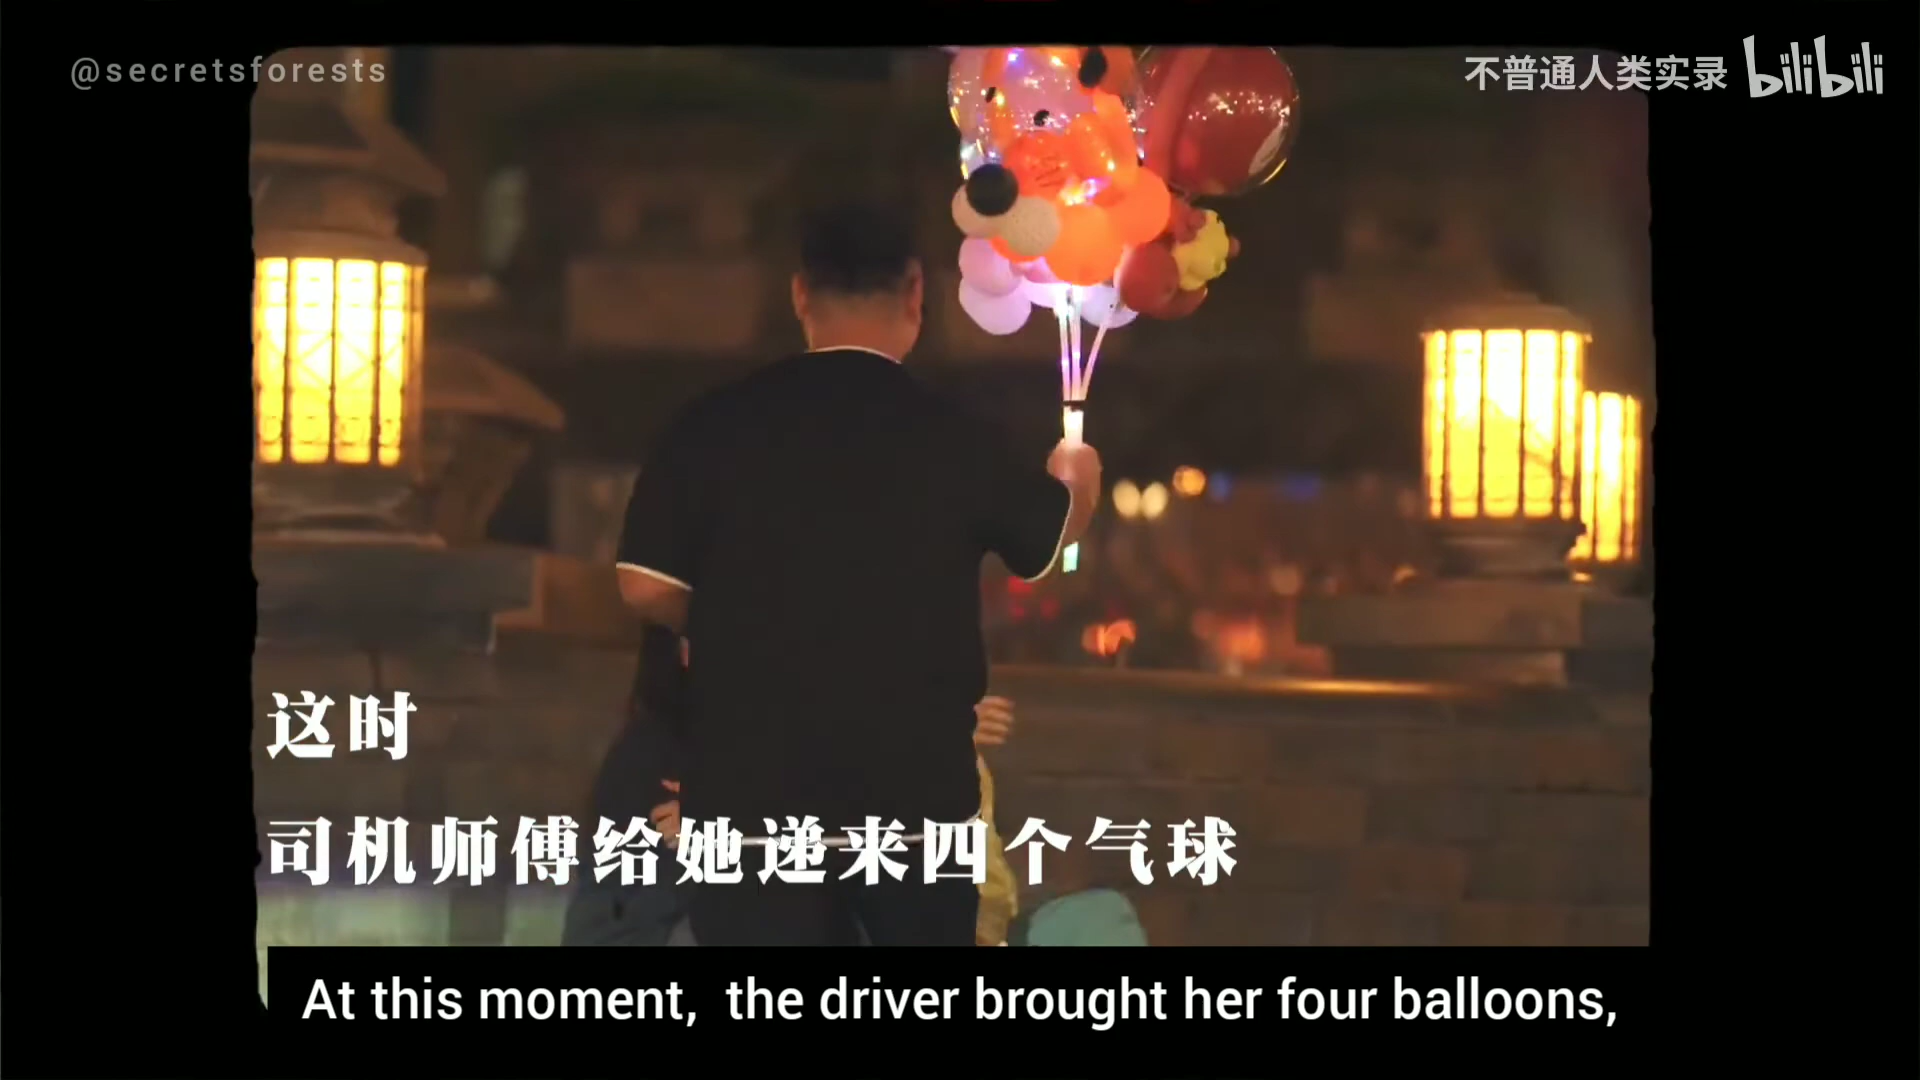 @secretsforests
不普通人类实录 bilibili
这时
司机师傅给她递来四个气球
At this moment, the driver brought her four balloons,